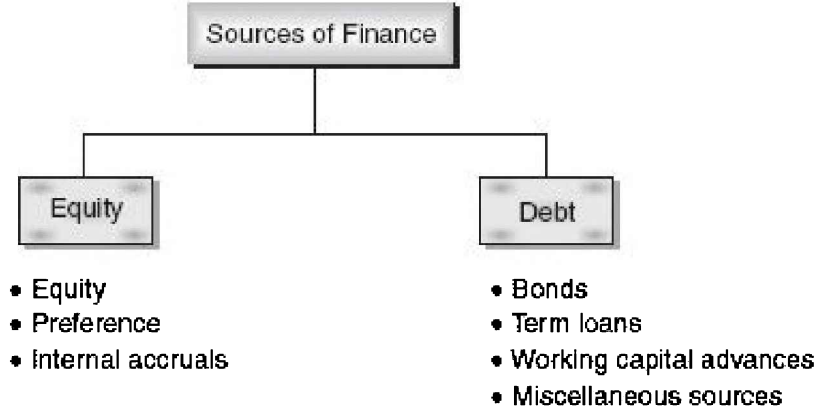 Sources of Finance
Equity
• Equity
• Preference
• Internal accruals
Debt
• Bonds
• Term loans
• Working capital advances
• Miscellaneous sources